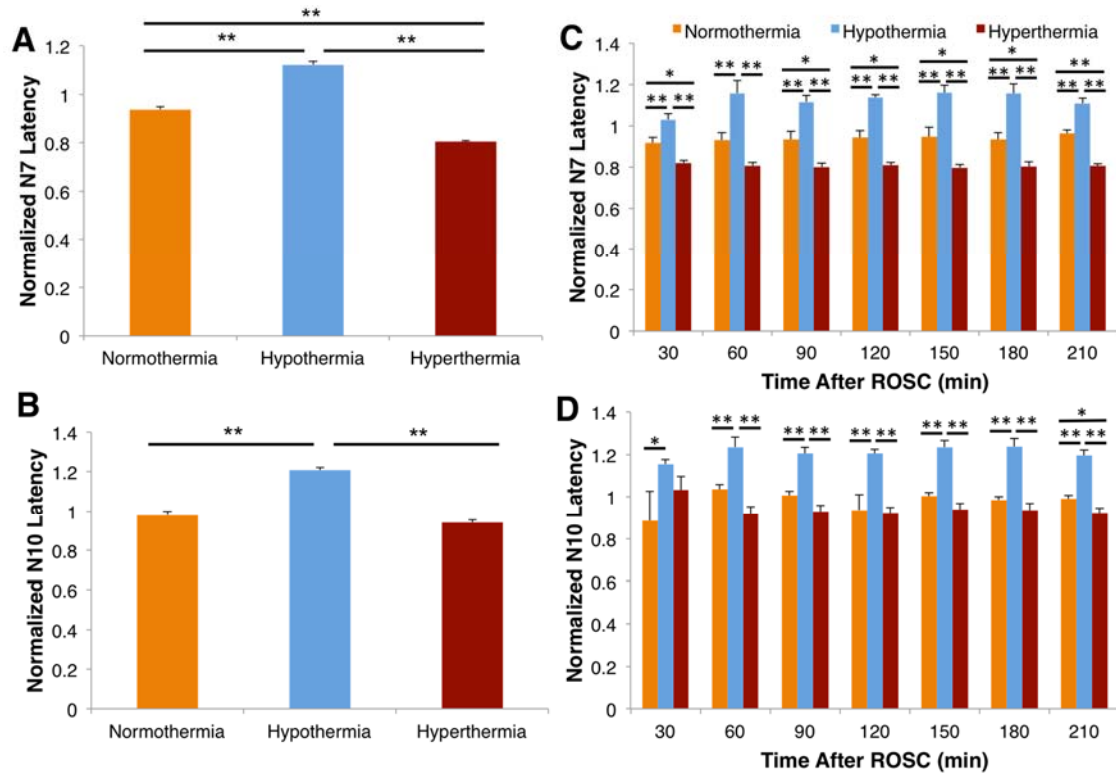 A
**
**
**
Normalized N7 Latency
1.2
1
0.8
0.6
0.4
0.2
0
Normothermia
Hypothermia
Hyperthermia
B
**
**
Normalized N10 Latency
1.4
1.2
1
0.8
0.6
0.4
0.2
0
Normothermia
Hypothermia
Hyperthermia
C
Normothermia Hypothermia Hyperthermia
Normalized N7 Latency
1.4
1.2
1
0.8
0.6
0.4
0.2
0
* * * * * **
** ** ** ** ** ** ** ** ** ** ** ** ** **
30 60 90 120 150 180 210
Time After ROSC (min)
D
Normalized N10 Latency
1.4
1.2
1
0.8
0.6
0.4
0.2
0
*
* ** ** ** ** ** ** ** ** ** ** ** **
30 60 90 120 150 180 210
Time After ROSC (min)